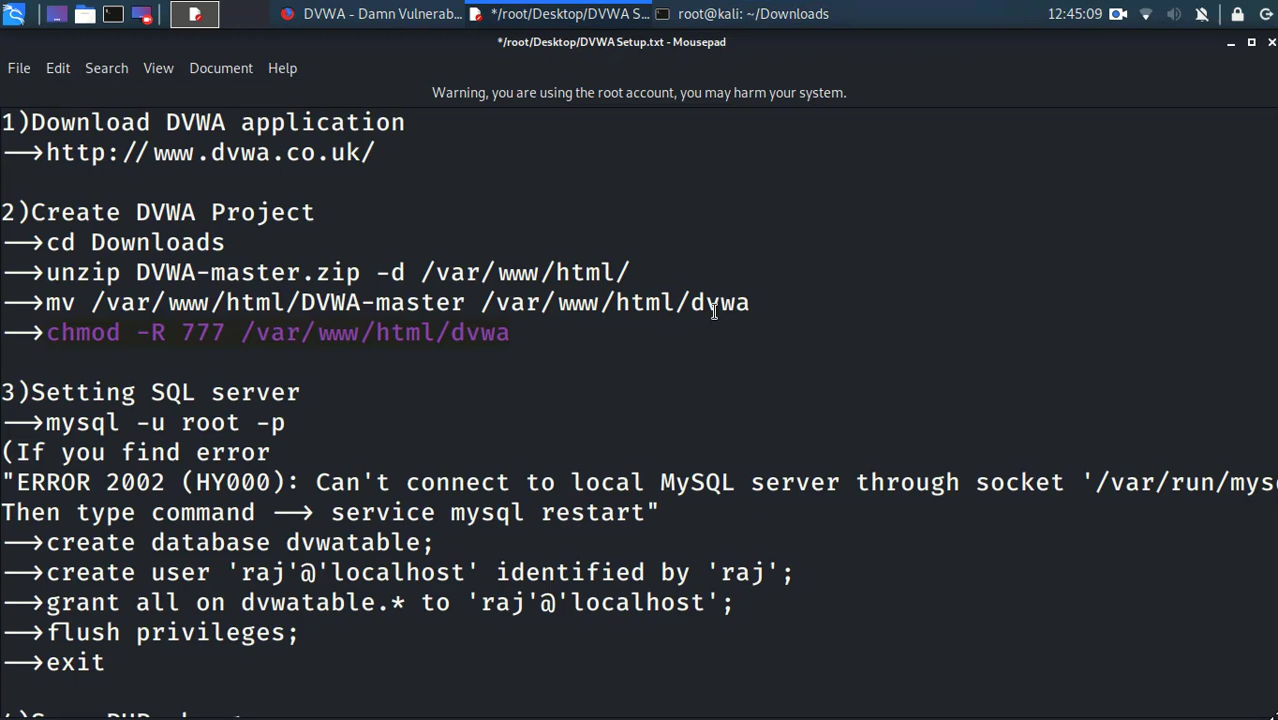 DVWA - Damn Vulnerab...
*/root/Desktop/DVWA S...
root@kali: ~/Downloads
12:45:09
*/root/Desktop/DVWA Setup.txt - Mousepad
File Edit Search View Document Help
Warning, you are using the root account, you may harm your system.
1)Download DVWA application
-->http://www.dvwa.co.uk/
2)Create DVWA Project
-->cd Downloads
-->unzip DVWA-master.zip -d /var/www/html/
-->mv /var/www/html/DVWA-master /var/www/html/dvwa
-->chmod -R 777 /var/www/html/dvwa
3)Setting SQL server
-->mysql -u root -p
(If you find error
"ERROR 2002 (HY000): Can't connect to local MySQL server through socket '/var/run/mys
Then type command --> service mysql restart"
-->create database dvwatable;
-->create user 'raj'@'localhost' identified by 'raj';
-->grant all on dvwatable.* to 'raj'@'localhost';
-->flush privileges;
-->exit